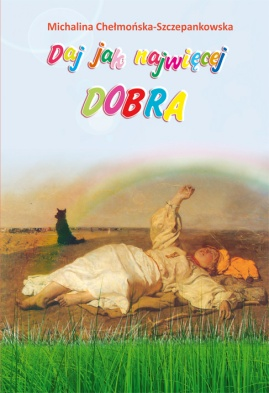 Michalina Chełmońska-Szczepankowska
Daj jak najwięcej
DOBRA